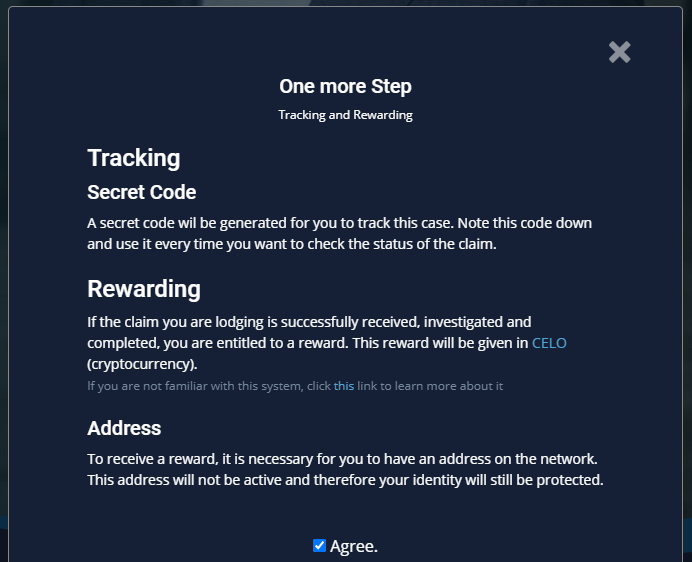 One more Step
Tracking and Rewarding
Tracking
Secret Code
A secret code wil be generated for you to track this case. Note this code down
and use it every time you want to check the status of the claim.
Rewarding
If the claim you are lodging is successfully received, investigated and
completed, you are entitled to a reward. This reward will be given in CELO
(cryptocurrency).
If you are not familiar with this system, click this link to learn more about it
Address
To receive a reward, it is necessary for you to have an address on the network.
This address will not be active and therefore your identity will still be protected.
Agree.